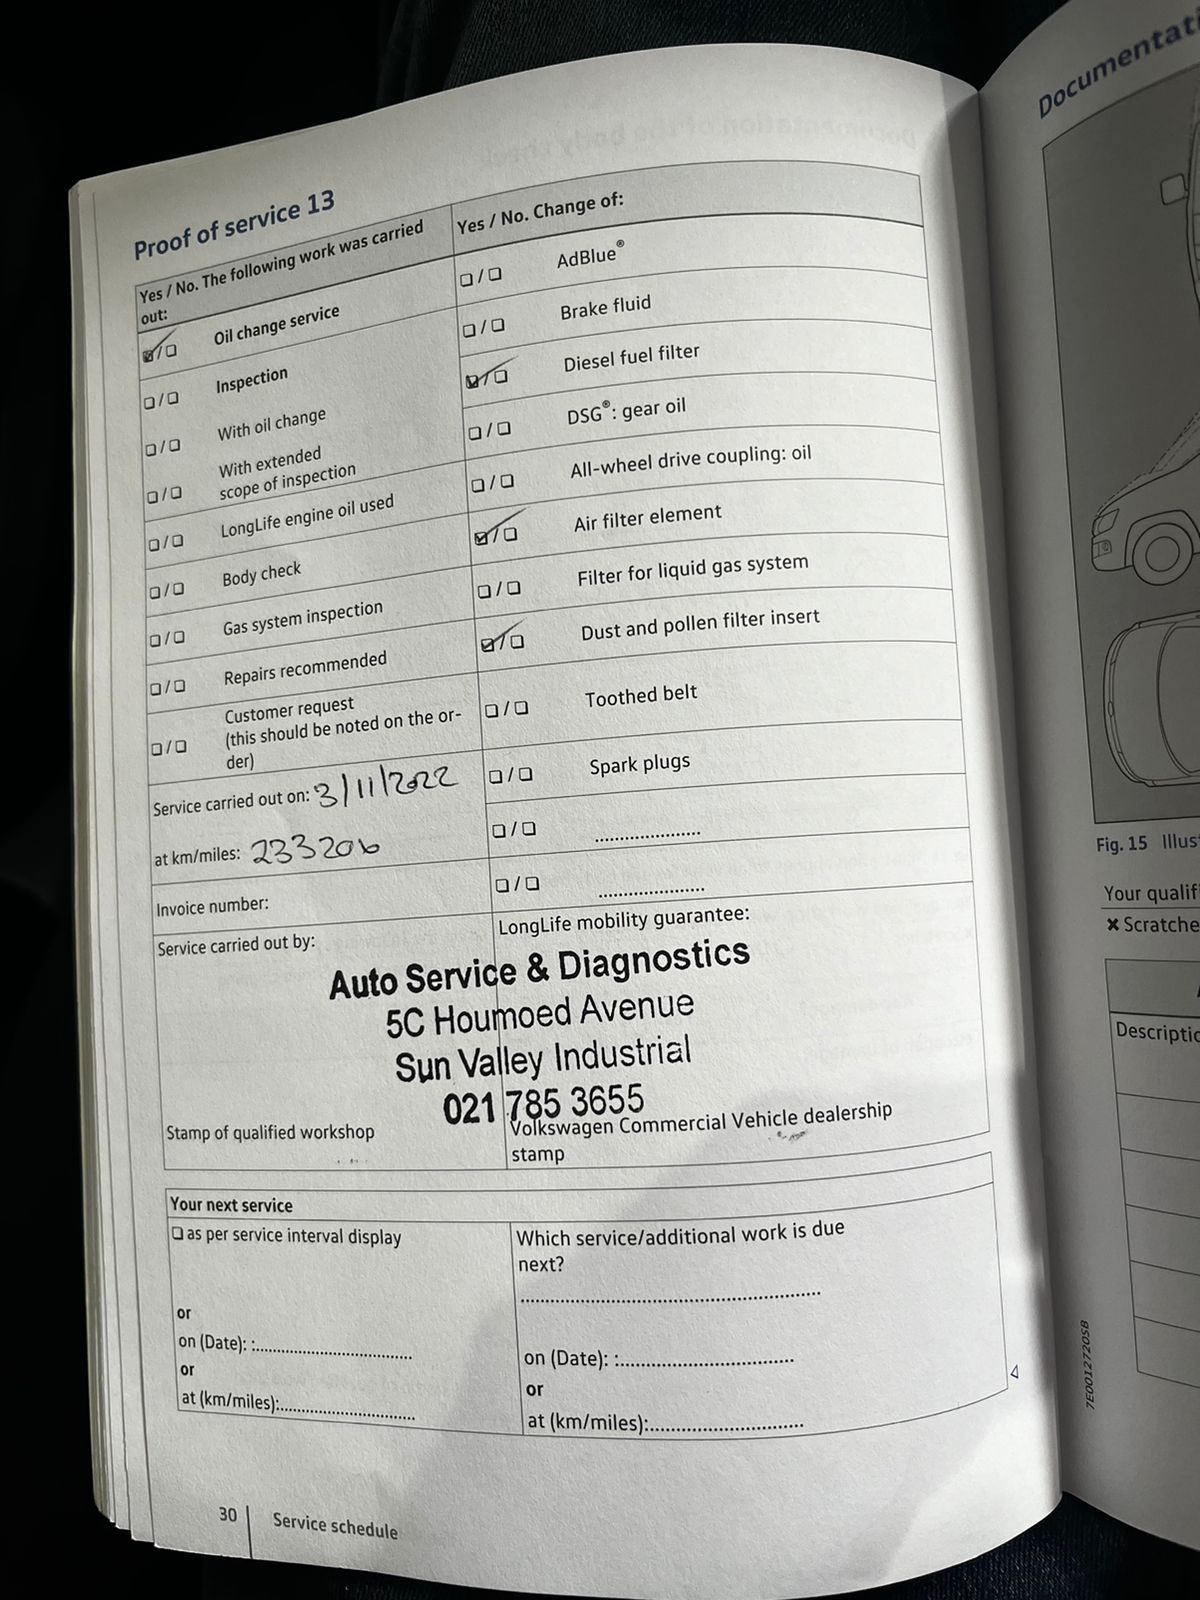 Proof of service 13
Yes / No. The following work was carried
out:
☑/❏ Oil change service
❏/❏ Inspection
❏/❏ With oil change
❏/❏ With extended
scope of inspection
❏/❏ LongLife engine oil used
❏/❏ Body check
❏/❏ Gas system inspection
❏/❏ Repairs recommended
❏/❏ Customer request
(this should be noted on the or-
der)
Service carried out on: 3/11/2022
at km/miles: 233206
Invoice number:
Service carried out by:
Yes / No. Change of:
❏/❏ AdBlue®
❏/❏ Brake fluid
☑/❏ Diesel fuel filter
❏/❏ DSG®: gear oil
❏/❏ All-wheel drive coupling: oil
☑/❏ Air filter element
❏/❏ Filter for liquid gas system
☑/❏ Dust and pollen filter insert
❏/❏ Toothed belt
❏/❏ Spark plugs
❏/❏ ....................
❏/❏ ....................
LongLife mobility guarantee:
Auto Service & Diagnostics
5C Houmoed Avenue
Sun Valley Industrial
021 785 3655
Stamp of qualified workshop
Volkswagen Commercial Vehicle dealership
stamp
Your next service
❏ as per service interval display
or
on (Date): :..............................
or
at (km/miles):..........................
Which service/additional work is due
next?
......................................................
on (Date): :..............................
or
at (km/miles):..........................
30 Service schedule
Documentati
Fig. 15 Illus
Your qualif
✖ Scratche
Descriptio
7E0012720SB